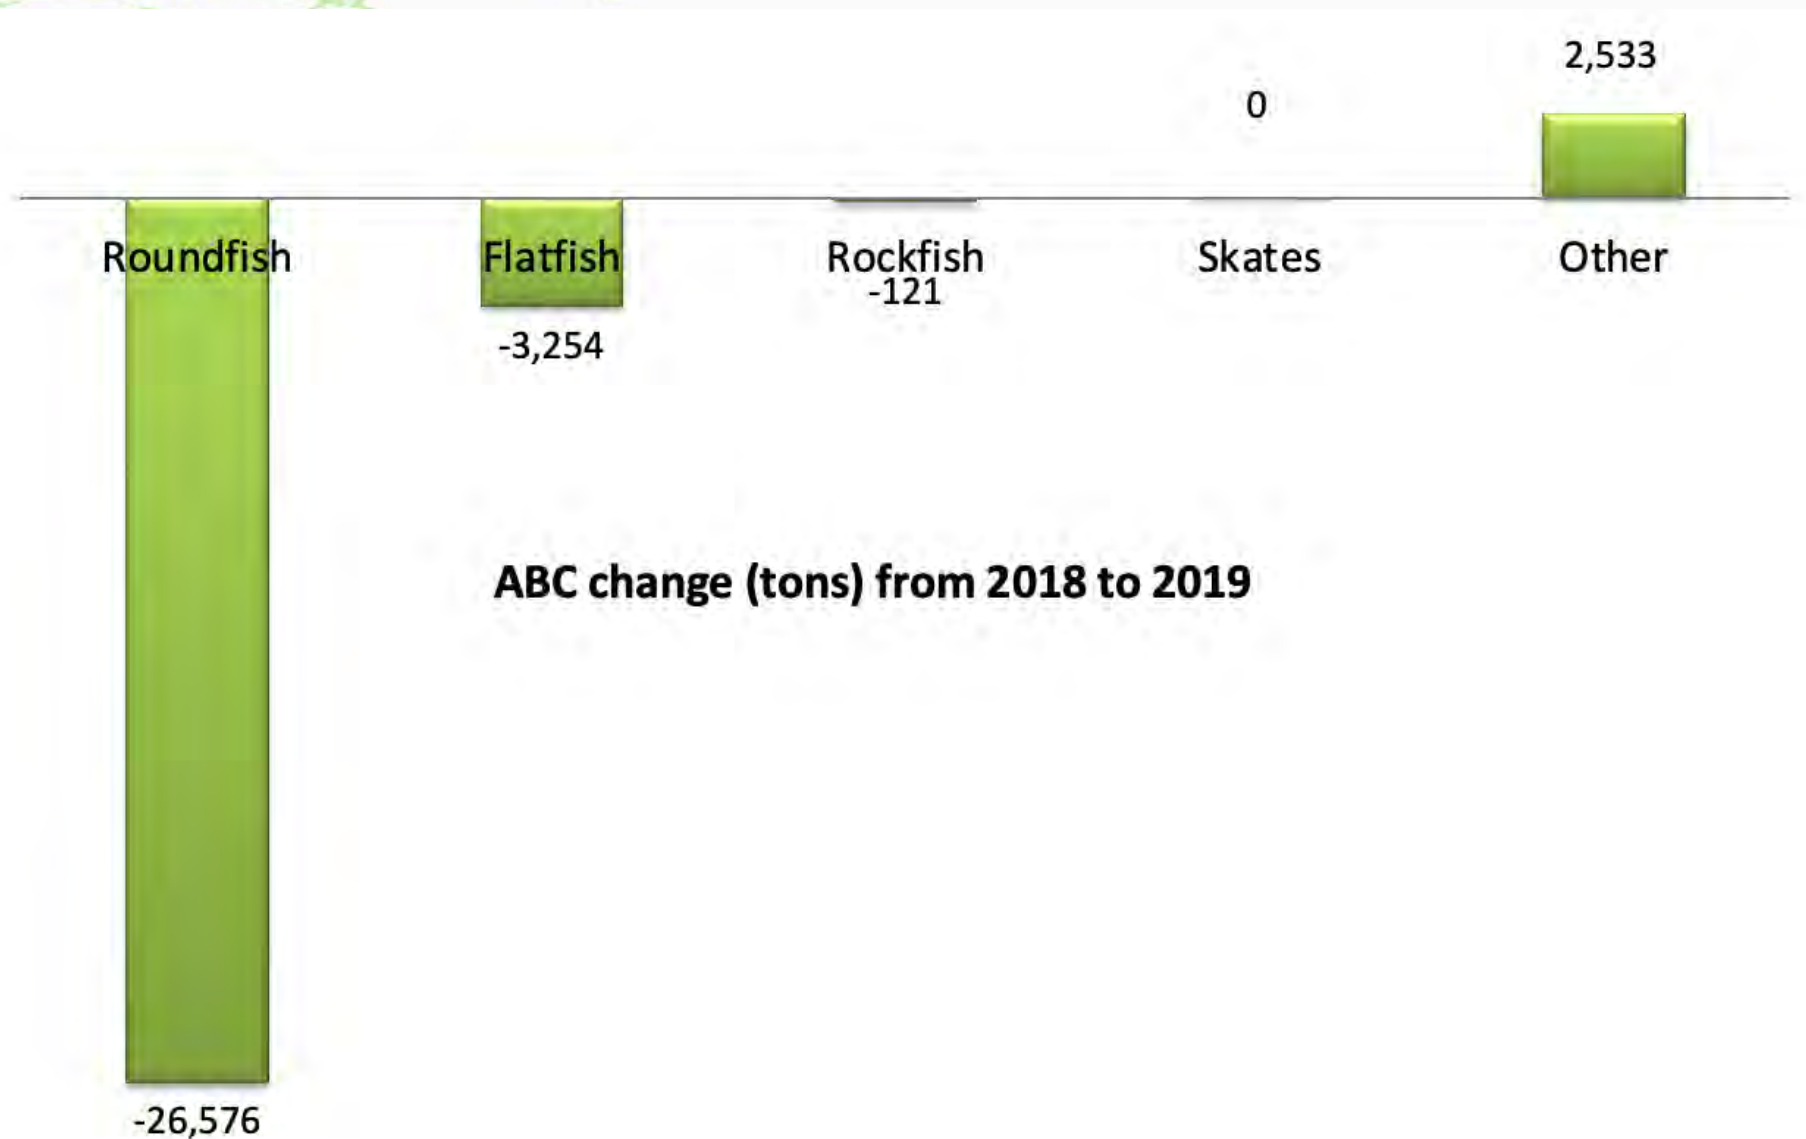 2,533
0
Roundfish
Flatfish
Rockfish
Skates
Other
-121
-3,254
ABC change (tons) from 2018 to 2019
-26,576